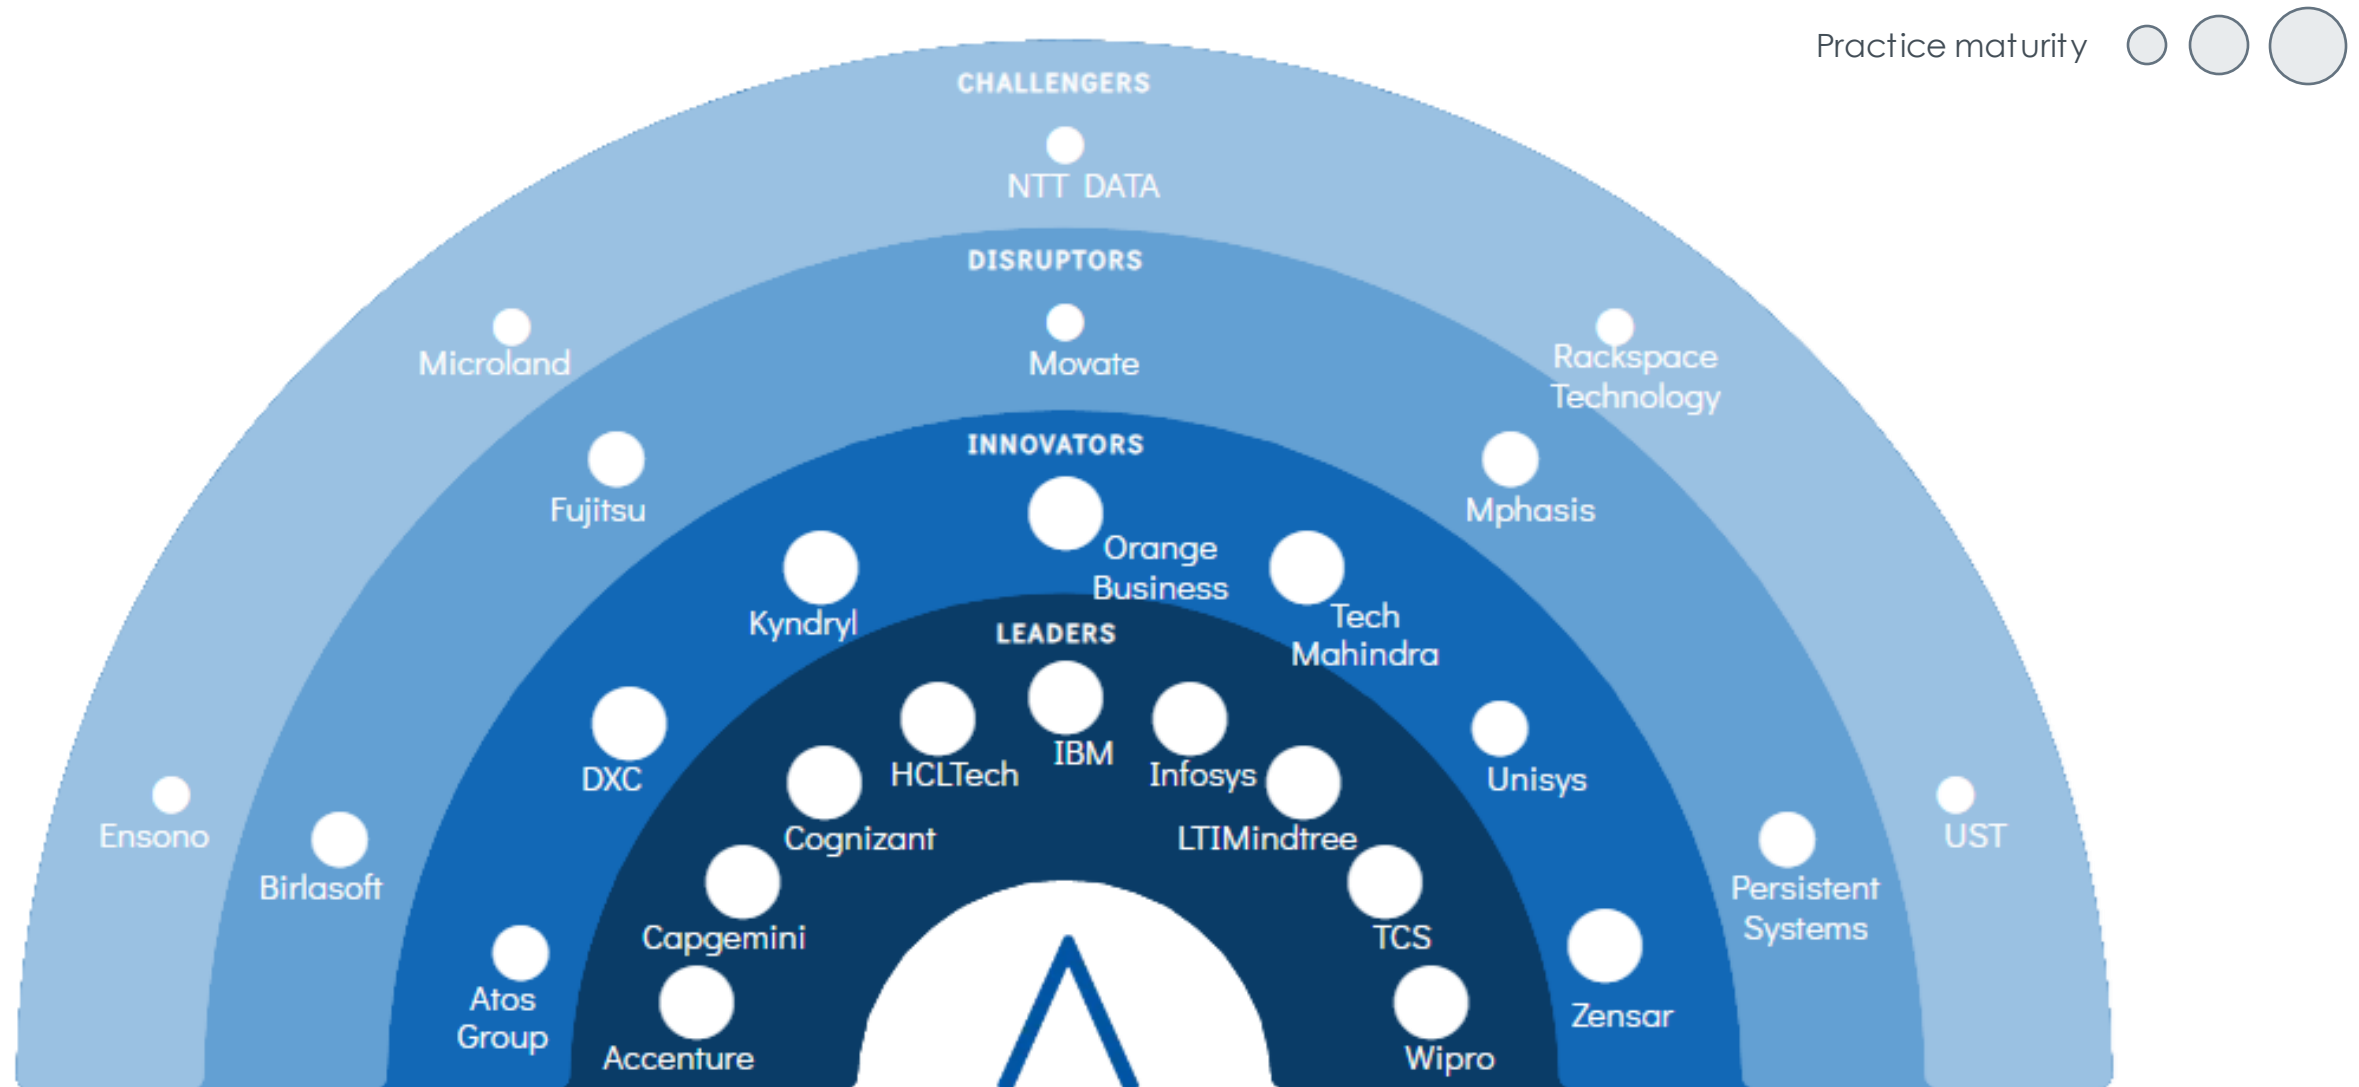 Practice maturity
CHALLENGERS
NTT DATA
Microland
Rackspace
Technology
Ensono
UST
DISRUPTORS
Movate
Fujitsu
Mphasis
Birlasoft
Persistent
Systems
INNOVATORS
Orange
Business
Kyndryl
Tech
Mahindra
DXC
Unisys
Atos
Group
Zensar
LEADERS
IBM
HCLTech
Infosys
Cognizant
LTIMindtree
Capgemini
TCS
Accenture
Wipro